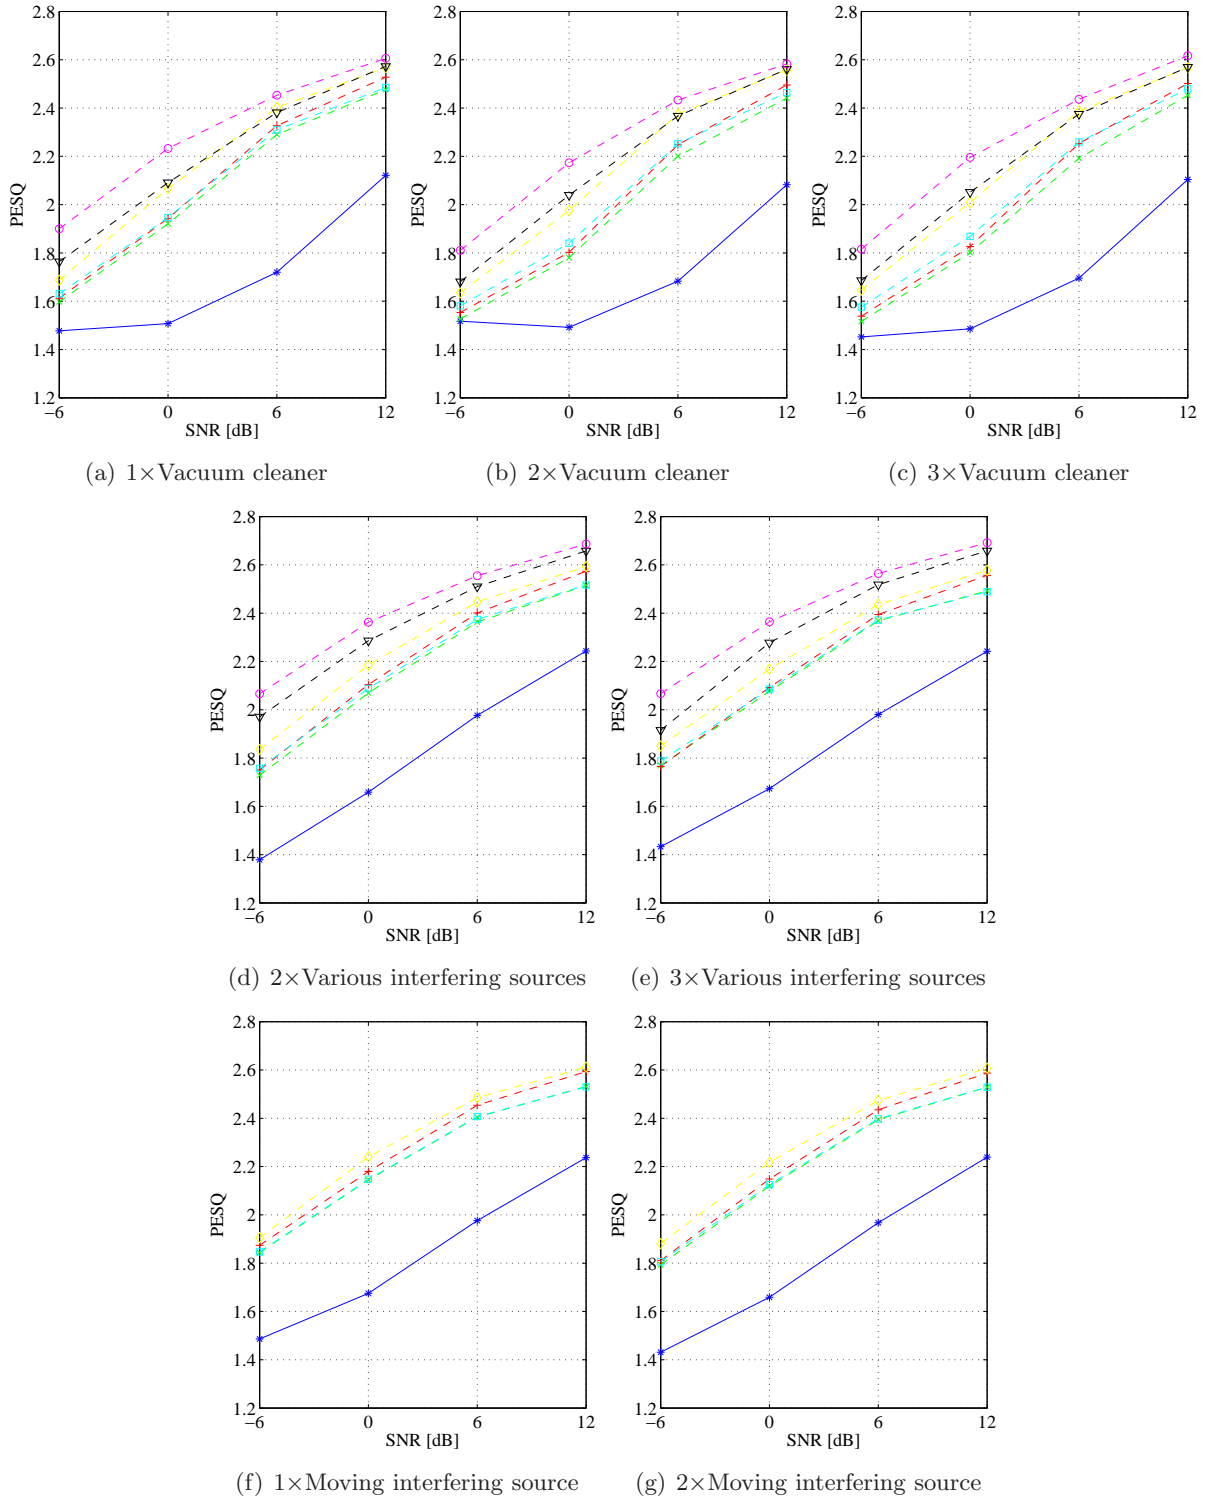 2.8
2.6
2.4
2.2
2
1.8
1.6
1.4
1.2
PESQ
−6 0 6 12
SNR [dB]
(a) 1×Vacuum cleaner
2.8
2.6
2.4
2.2
2
1.8
1.6
1.4
1.2
PESQ
−6 0 6 12
SNR [dB]
(b) 2×Vacuum cleaner
2.8
2.6
2.4
2.2
2
1.8
1.6
1.4
1.2
PESQ
−6 0 6 12
SNR [dB]
(c) 3×Vacuum cleaner
2.8
2.6
2.4
2.2
2
1.8
1.6
1.4
1.2
PESQ
−6 0 6 12
SNR [dB]
(d) 2×Various interfering sources
2.8
2.6
2.4
2.2
2
1.8
1.6
1.4
1.2
PESQ
−6 0 6 12
SNR [dB]
(e) 3×Various interfering sources
2.8
2.6
2.4
2.2
2
1.8
1.6
1.4
1.2
PESQ
−6 0 6 12
SNR [dB]
(f) 1×Moving interfering source
2.8
2.6
2.4
2.2
2
1.8
1.6
1.4
1.2
PESQ
−6 0 6 12
SNR [dB]
(g) 2×Moving interfering source